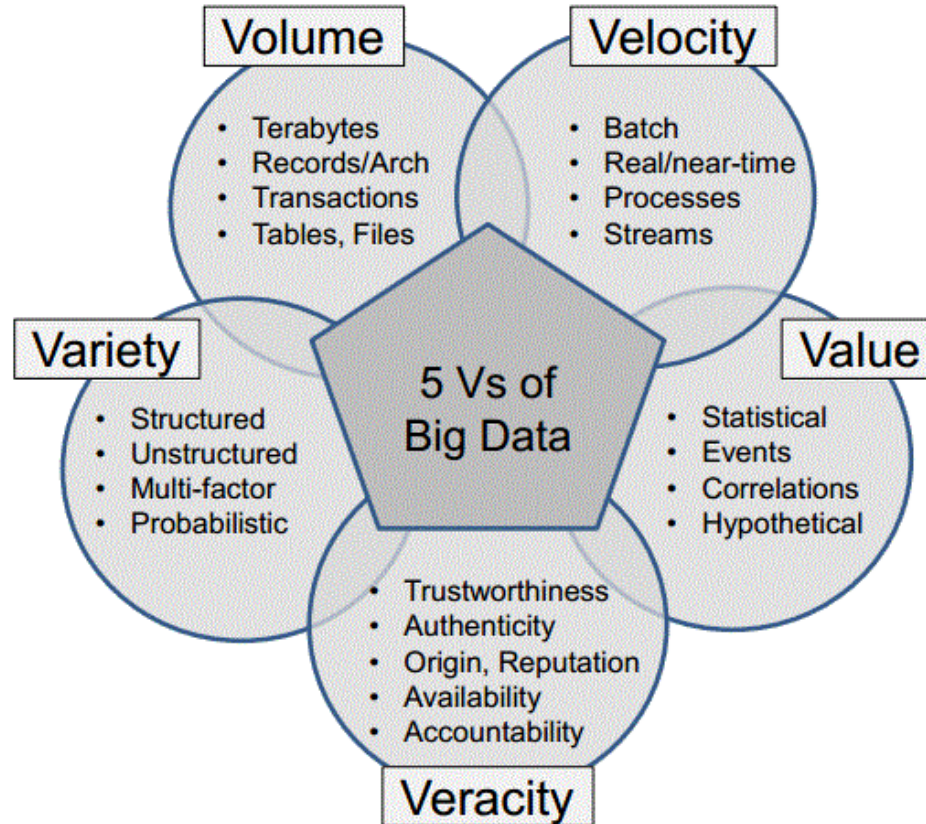 Volume
• Terabytes
• Records/Arch
• Transactions
• Tables, Files
Velocity
• Batch
• Real/near-time
• Processes
• Streams
Variety
• Structured
• Unstructured
• Multi-factor
• Probabilistic
5 Vs of
Big Data
Value
• Statistical
• Events
• Correlations
• Hypothetical
• Trustworthiness
• Authenticity
• Origin, Reputation
• Availability
• Accountability
Veracity